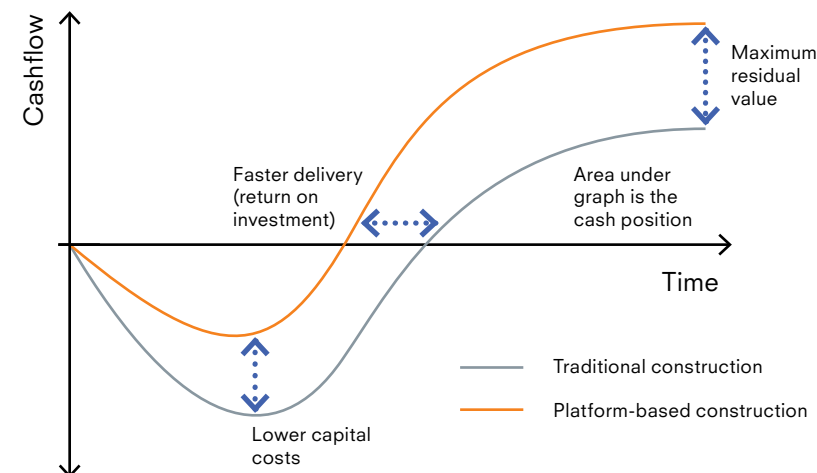 Cashflow
Maximum
residual
value
Faster delivery
(return on
investment)
Area under
graph is the
cash position
Time
Traditional construction
Platform-based construction
Lower capital
costs